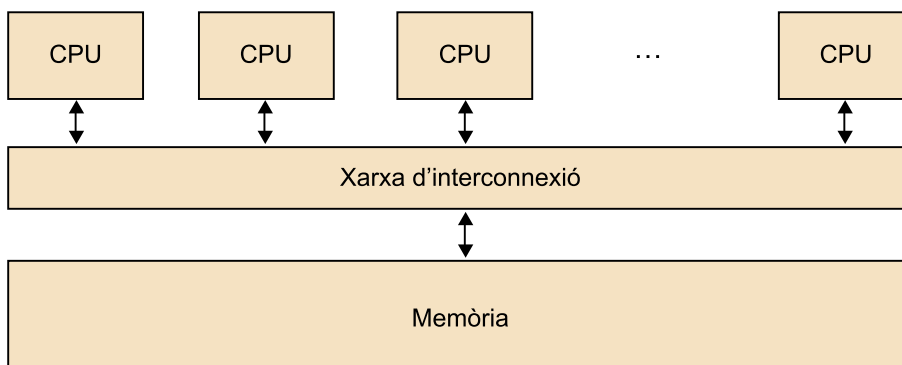 CPU CPU CPU … CPU
Xarxa d’interconnexió
Memòria